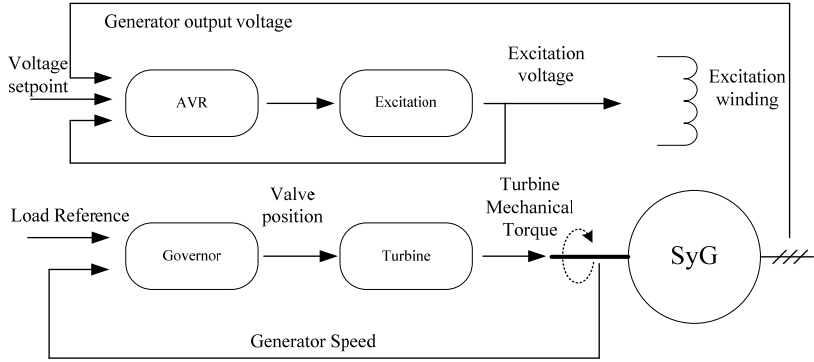 Generator output voltage
Voltage
setpoint
AVR
Excitation
Excitation
voltage
Excitation
winding
Load Reference
Governor
Valve
position
Turbine
Turbine
Mechanical
Torque
SyG
Generator Speed